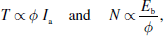 T ∝ ϕ Iₐ and N ∝ E_b/ϕ,